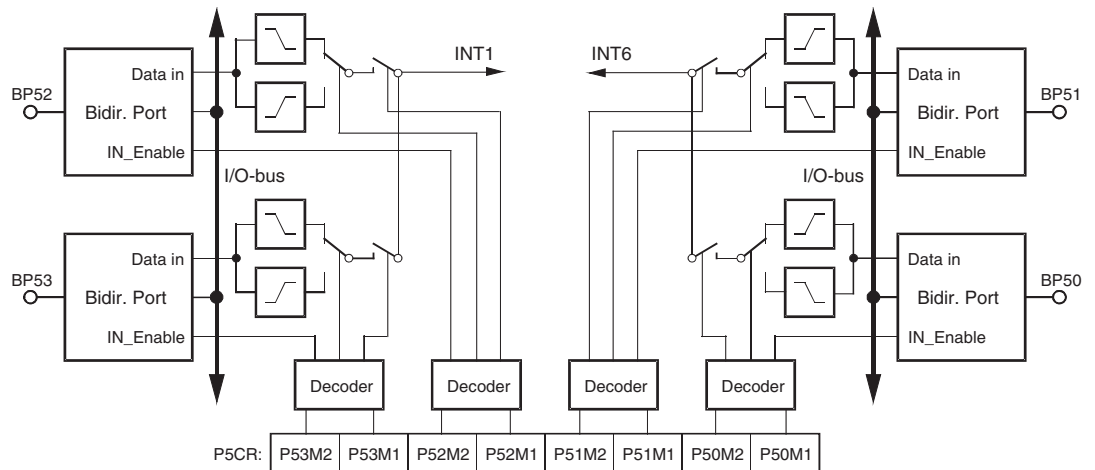 INT1 INT6
Data in Data in
BP52 BP51
Bidir. Port Bidir. Port
IN_Enable IN_Enable
I/O-bus I/O-bus
Data in Data in
BP53 BP50
Bidir. Port Bidir. Port
IN_Enable IN_Enable
Decoder Decoder Decoder Decoder
P5CR: P53M2 P53M1 P52M2 P52M1 P51M2 P51M1 P50M2 P50M1